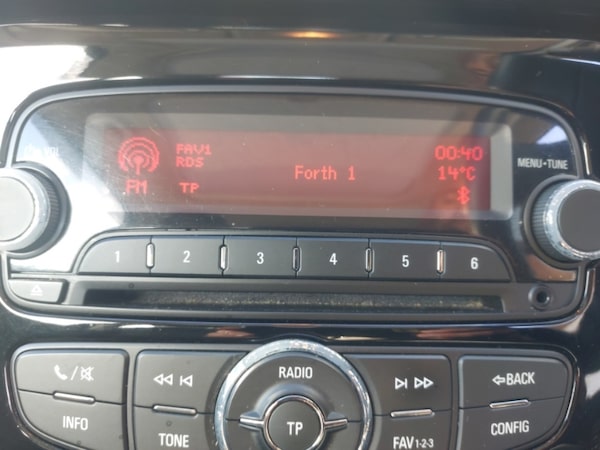 FAV1
RDS
FM
TP
Forth 1
00:40
14°C
VOL
MENU-TUNE
1 2 3 4 5 6
RADIO
BACK
INFO
TONE
TP
FAV1-2-3
CONFIG